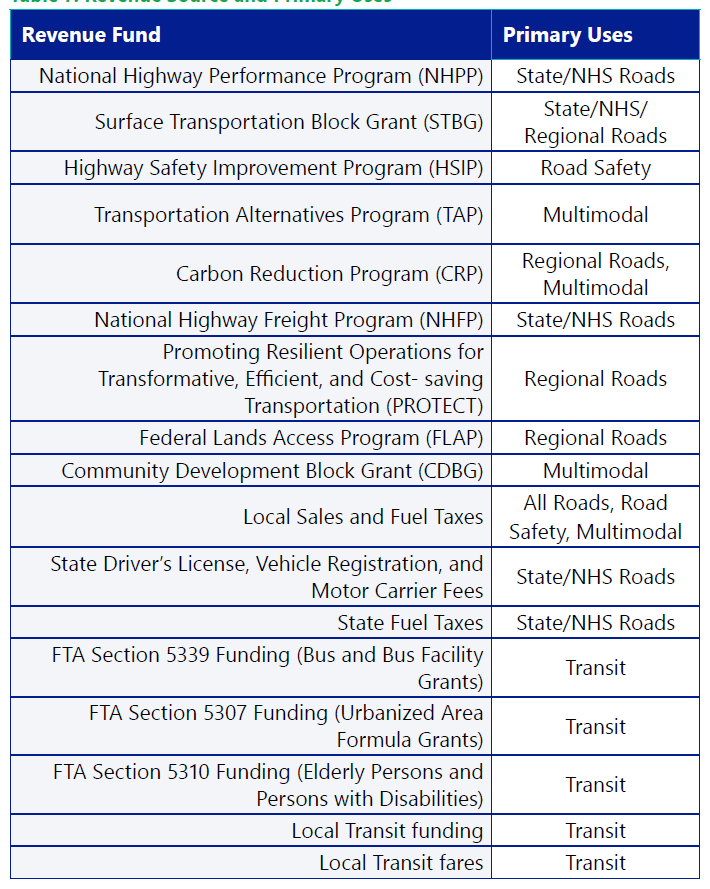 Table 1: Revenue Source and Primary Uses
Revenue Fund Primary Uses
National Highway Performance Program (NHPP) State/NHS Roads
Surface Transportation Block Grant (STBG) State/NHS/
Regional Roads
Highway Safety Improvement Program (HSIP) Road Safety
Transportation Alternatives Program (TAP) Multimodal
Carbon Reduction Program (CRP) Regional Roads,
Multimodal
National Highway Freight Program (NHFP) State/NHS Roads
Promoting Resilient Operations for
Transformative, Efficient, and Cost- saving
Transportation (PROTECT) Regional Roads
Federal Lands Access Program (FLAP) Regional Roads
Community Development Block Grant (CDBG) Multimodal
Local Sales and Fuel Taxes All Roads, Road
Safety, Multimodal
State Driver’s License, Vehicle Registration, and
Motor Carrier Fees State/NHS Roads
State Fuel Taxes State/NHS Roads
FTA Section 5339 Funding (Bus and Bus Facility
Grants) Transit
FTA Section 5307 Funding (Urbanized Area
Formula Grants) Transit
FTA Section 5310 Funding (Elderly Persons and
Persons with Disabilities) Transit
Local Transit funding Transit
Local Transit fares Transit